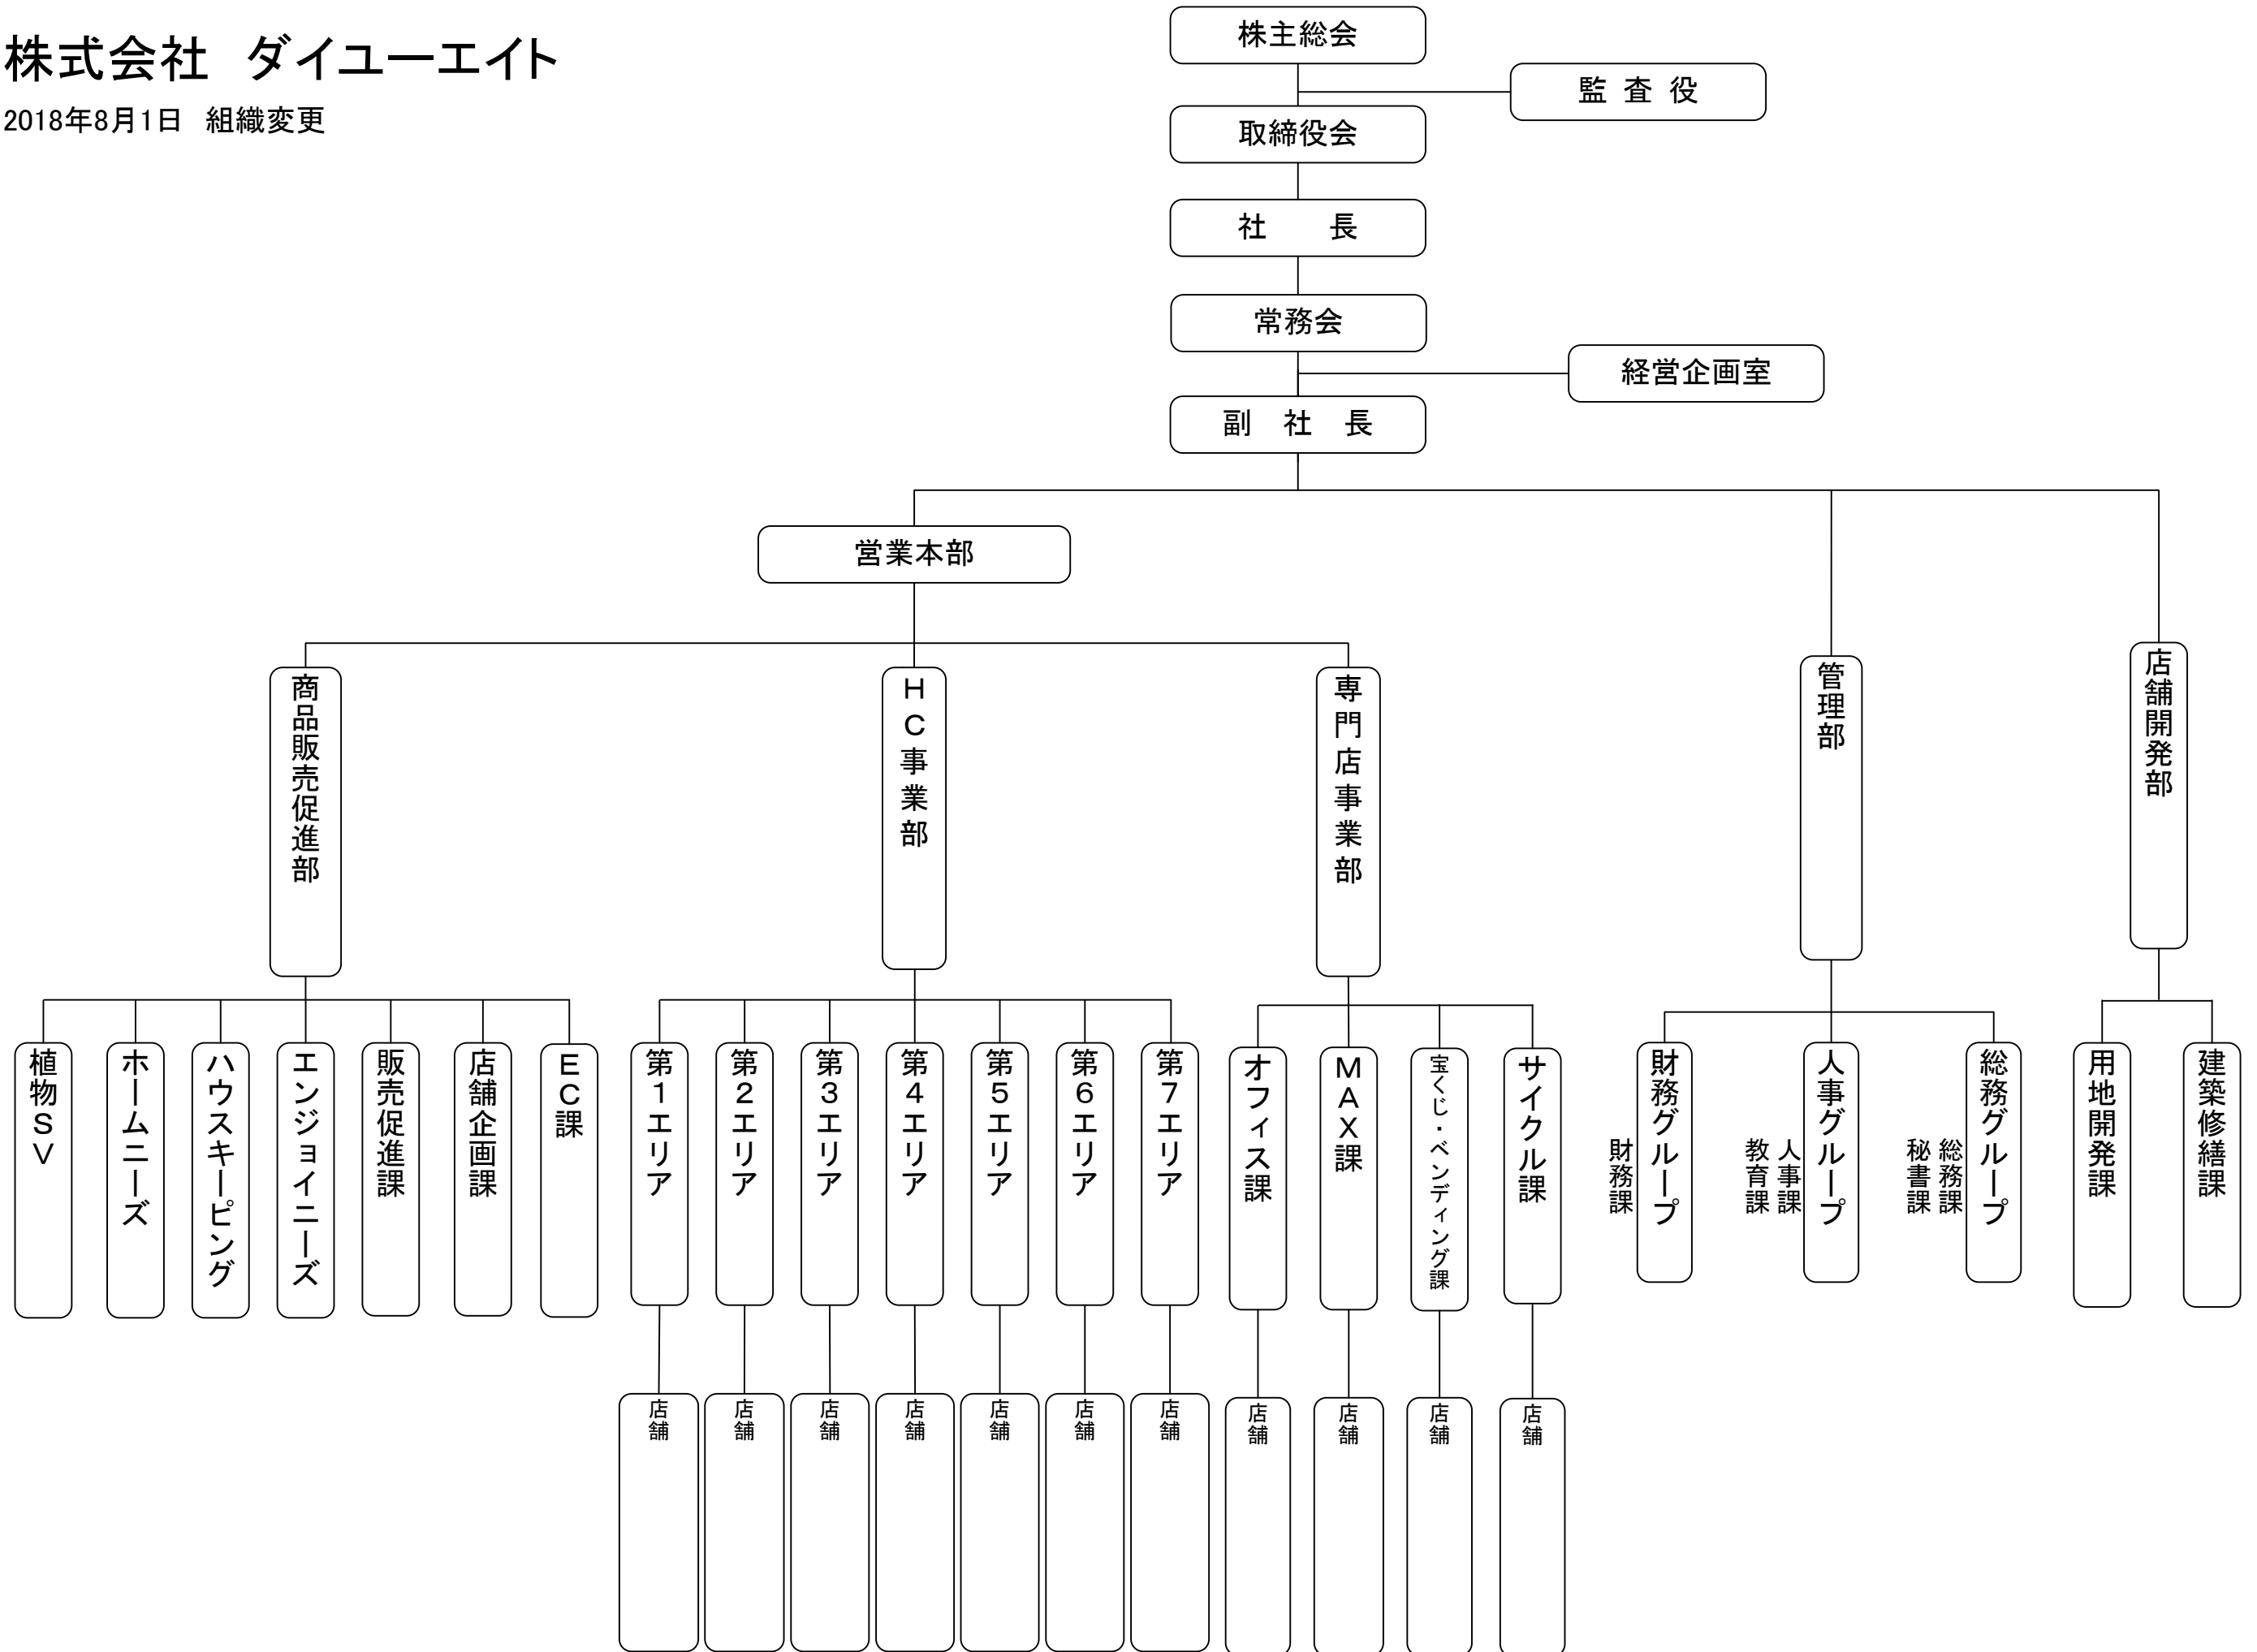 株式会社　ダイユーエイト
2018年8月1日　組織変更
株主総会
監 査 役
取締役会
社　　長
常務会
経営企画室
副　社　長
営業本部
商品販売促進部
ＨＣ事業部
専門店事業部
管理部
店舗開発部
植物ＳＶ
ホームニーズ
ハウスキーピング
エンジョイニーズ
販売促進課
店舗企画課
ＥＣ課
第１エリア
第２エリア
第３エリア
第４エリア
第５エリア
第６エリア
第７エリア
オフィス課
ＭＡＸ課
宝くじ・ベンディング課
サイクル課
財務グループ
財務課
人事グループ
人事課
教育課
総務グループ
総務課
秘書課
用地開発課
建築修繕課
店舗
店舗
店舗
店舗
店舗
店舗
店舗
店舗
店舗
店舗
店舗